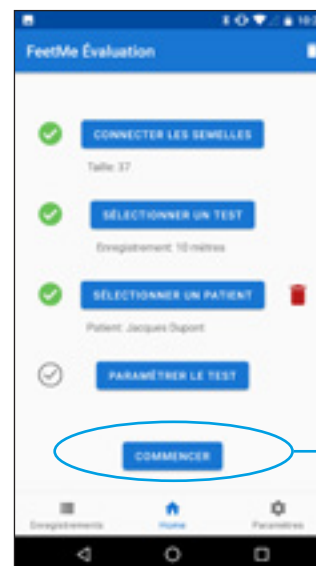 FeetMe Évaluation
CONNECTER LES SEMELLES
Taille: 37
SÉLECTIONNER UN TEST
Enregistrement: 10 mètres
SÉLECTIONNER UN PATIENT
Patient: Jacques Dupont
PARAMÉTRER LE TEST
COMMENCER
Enregistrements Home Paramètres